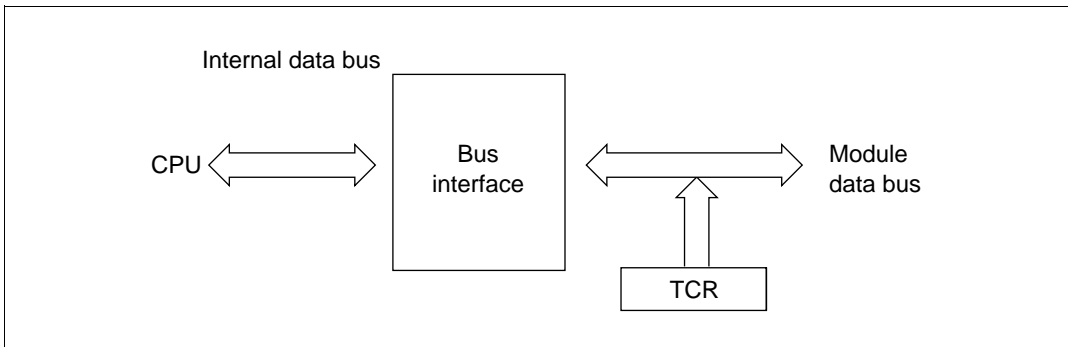 Internal data bus
CPU
Bus
interface
Module
data bus
TCR